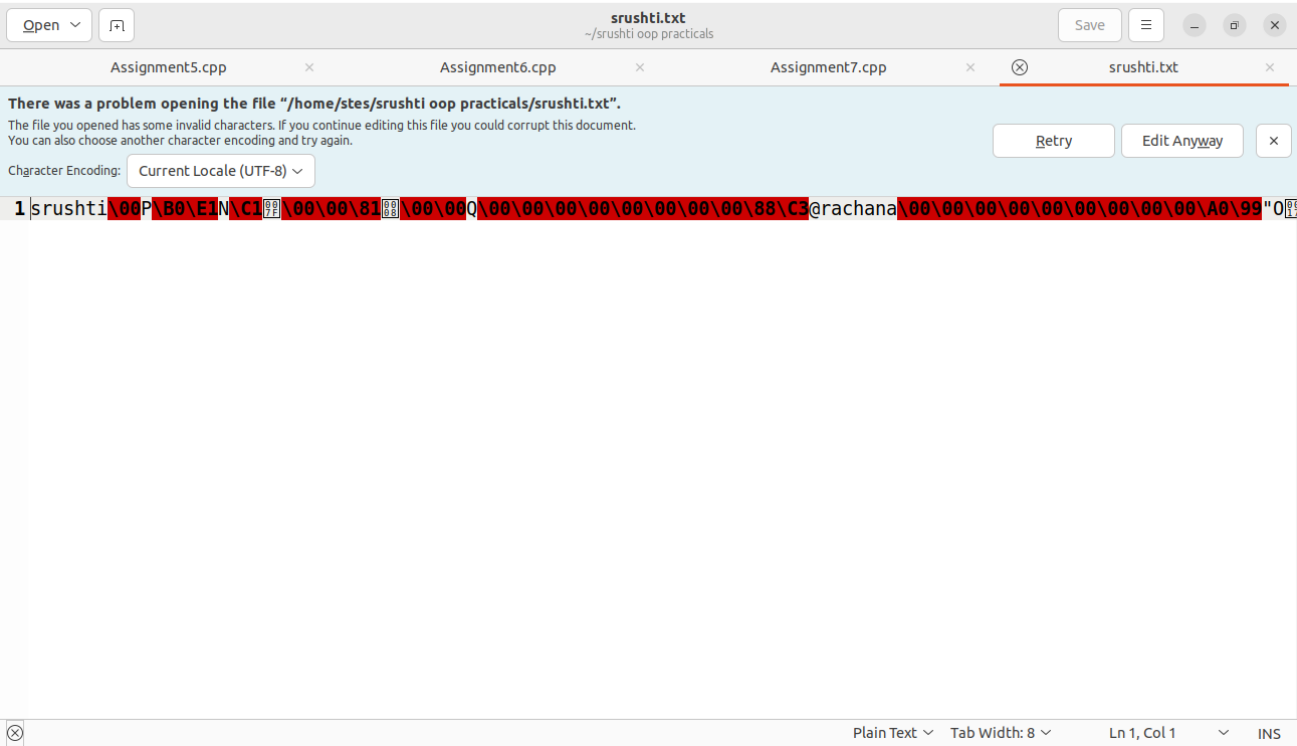 Open
srushti.txt
~/srushti oop practicals
Save
Assignment5.cpp
Assignment6.cpp
Assignment7.cpp
srushti.txt
There was a problem opening the file “/home/stes/srushti oop practicals/srushti.txt”.
The file you opened has some invalid characters. If you continue editing this file you could corrupt this document.
You can also choose another character encoding and try again.
Retry
Edit Anyway
Character Encoding: Current Locale (UTF-8)
1 srushti\00P\B0\E1N\C1\00\00\81\00\00Q\00\00\00\00\00\00\00\00\88\C3@rachana\00\00\00\00\00\00\00\00\00\A0\99"O
Plain Text Tab Width: 8 Ln 1, Col 1 INS